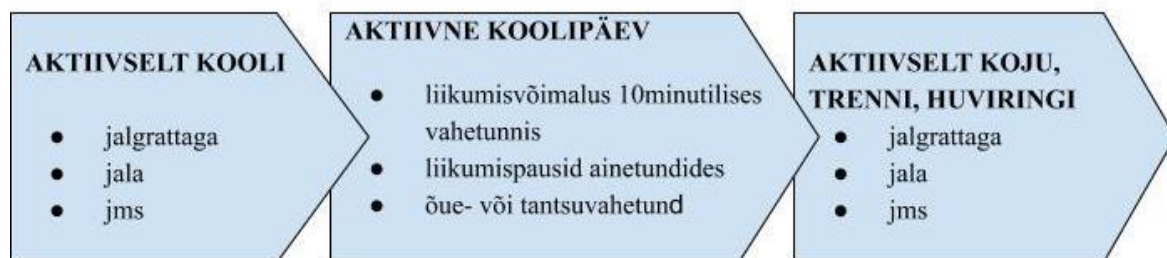 AKTIIVSELT KOOLI
● jalgrattaga
● jala
● jms
AKTIIVNE KOOLIPÄEV
● liikumisvõimalus 10minutilises
vahetunnis
● liikumispausid ainetundides
● õue- või tantsuvahetund
AKTIIVSELT KOJU,
TRENNI, HUVIRINGI
● jalgrattaga
● jala
● jms